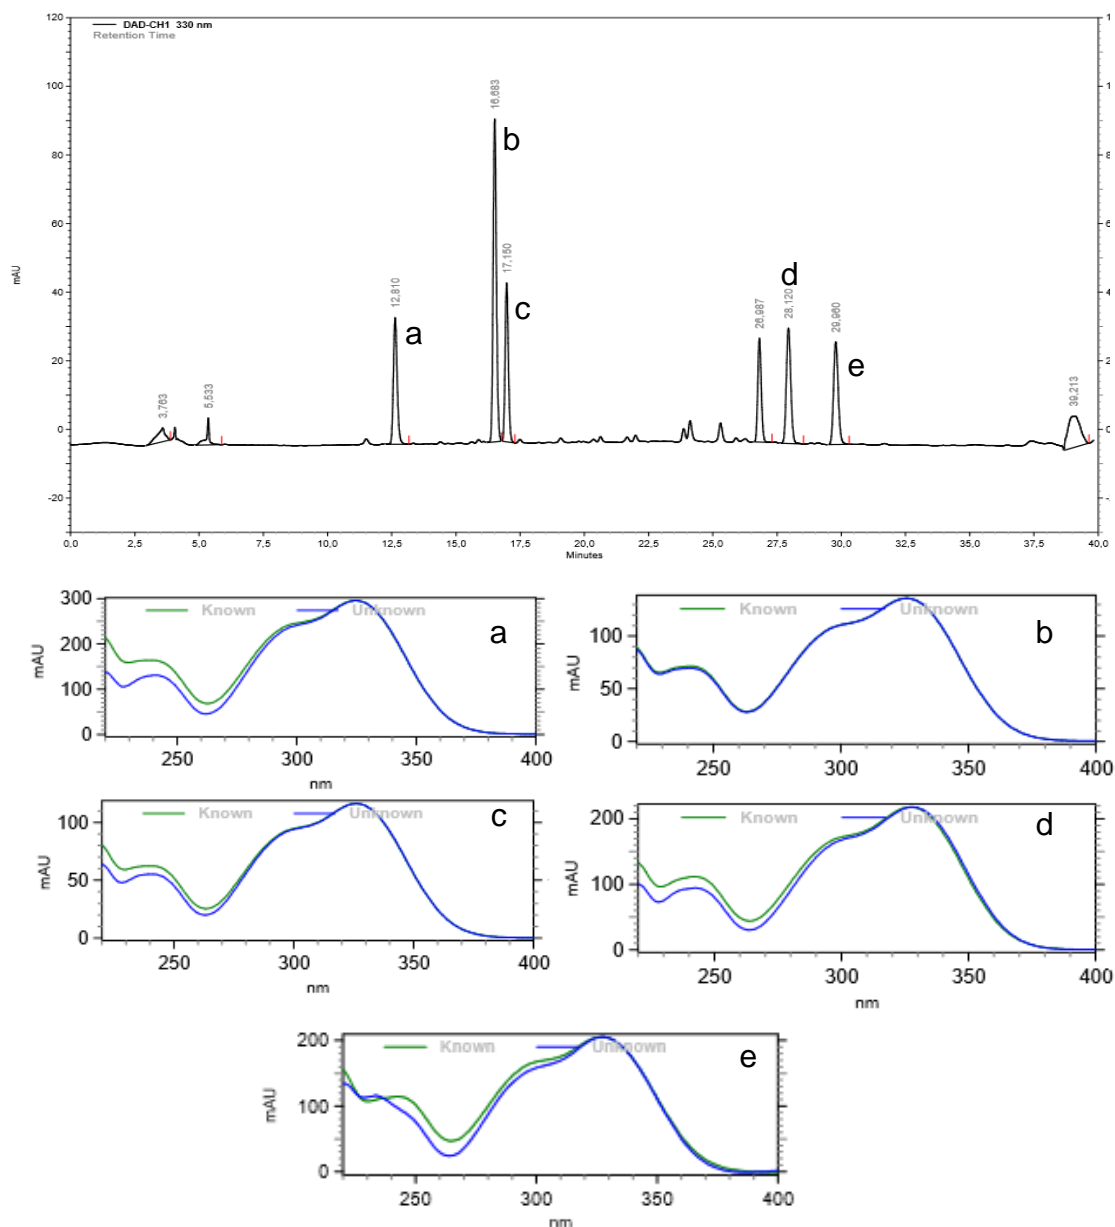 DAD-CH1 330 nm
Retention Time
120
100
80
60
40
20
0
-20
mAU
3,763
5,533
12,810
a
16,683
b
17,150
c
26,987
d
28,120
29,960
e
39,213
0,0 2,5 5,0 7,5 10,0 12,5 15,0 17,5 20,0 22,5 25,0 27,5 30,0 32,5 35,0 37,5 40,0
Minutes
Known Unknown a
300
200
100
0
mAU
250 300 350 400
nm
Known Unknown b
100
50
0
mAU
250 300 350 400
nm
Known Unknown c
100
50
0
mAU
250 300 350 400
nm
Known Unknown d
200
100
0
mAU
250 300 350 400
nm
Known Unknown e
200
100
0
mAU
250 300 350 400
nm